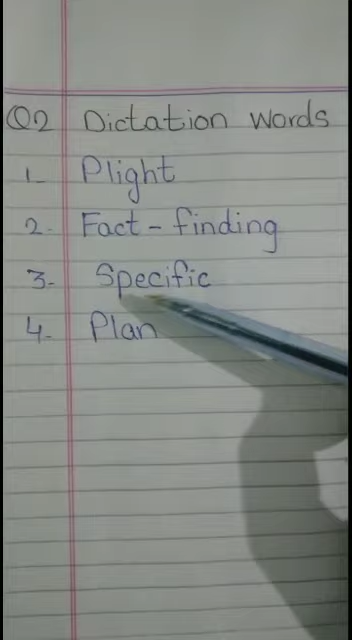 Q2 Dictation words
1- Plight
2- Fact - finding
3- Specific
4- Plan